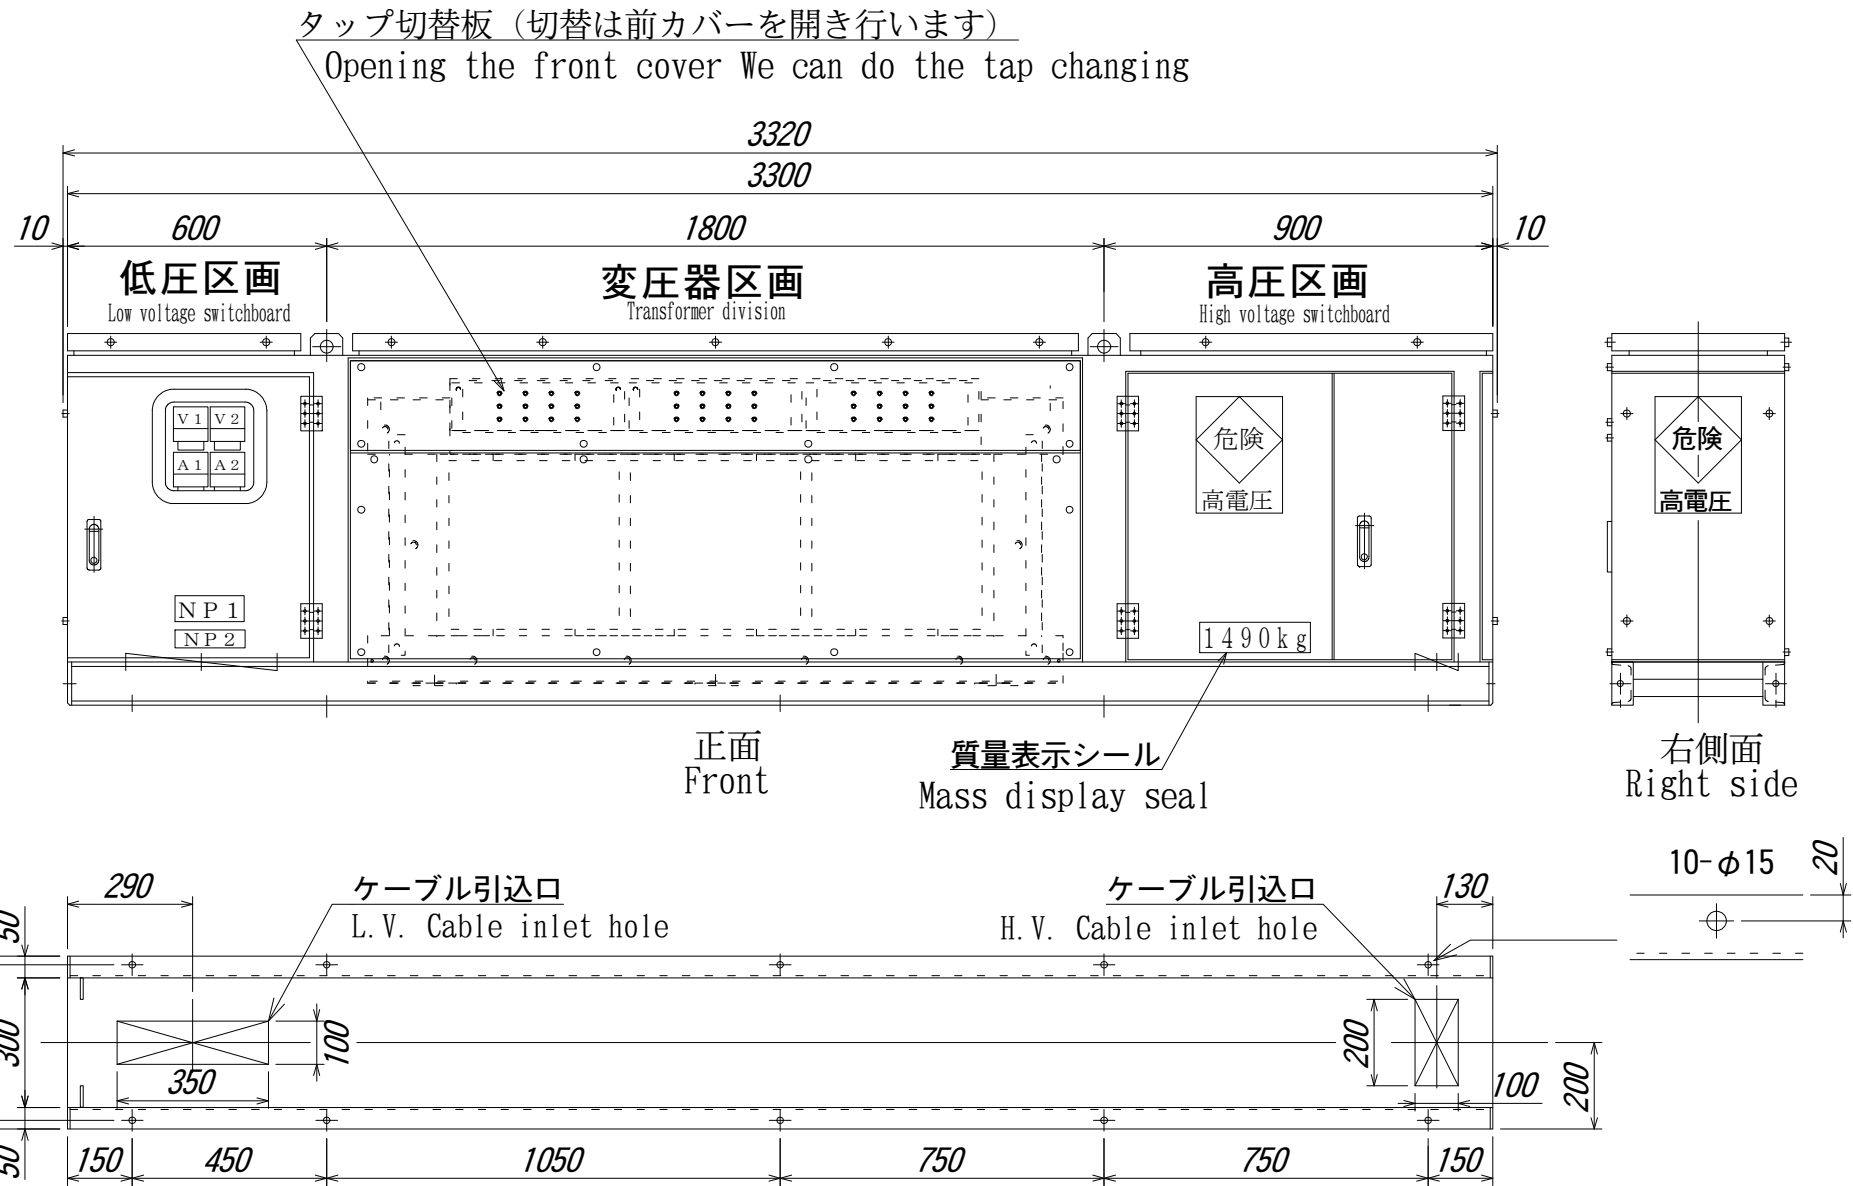 タップ切替板（切替は前カバーを開き行います）
Opening the front cover We can do the tap changing
3320
3300
10 600 1800 900 10
低圧区画 変圧器区画 高圧区画
Low voltage switchboard Transformer division High voltage switchboard
V1 V2
A1 A2
危険 危険
高電圧 高電圧
NP1
NP2
1490kg
正面
Front
質量表示シール
Mass display seal
右側面
Right side
10-φ15 20
290 ケーブル引込口 ケーブル引込口 130
L.V. Cable inlet hole H.V. Cable inlet hole
50
300 100 200
350 100 200
50 150 450 1050 750 750 150